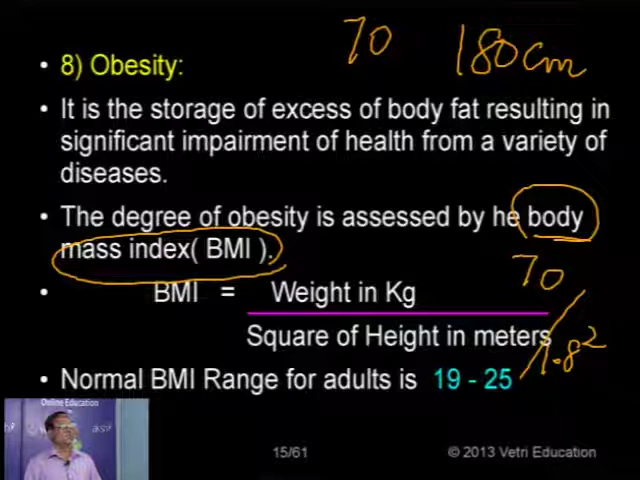 70 180cm
• 8) Obesity:
• It is the storage of excess of body fat resulting in
significant impairment of health from a variety of
diseases.
• The degree of obesity is assessed by he body
mass index( BMI ).
70
• BMI = Weight in Kg
Square of Height in meters
/1.8²
• Normal BMI Range for adults is 19 - 25
Online Education
15/61
© 2013 Vetri Education